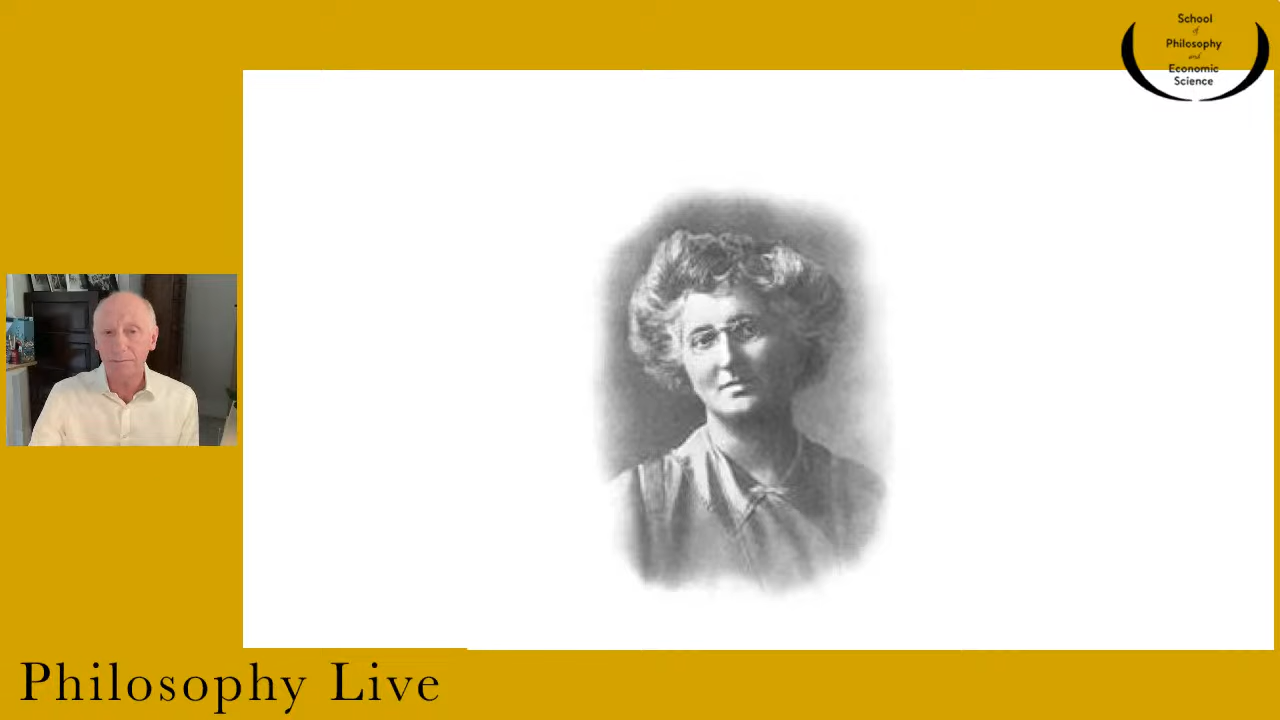 School
of
Philosophy
and
Economic
Science
Philosophy Live